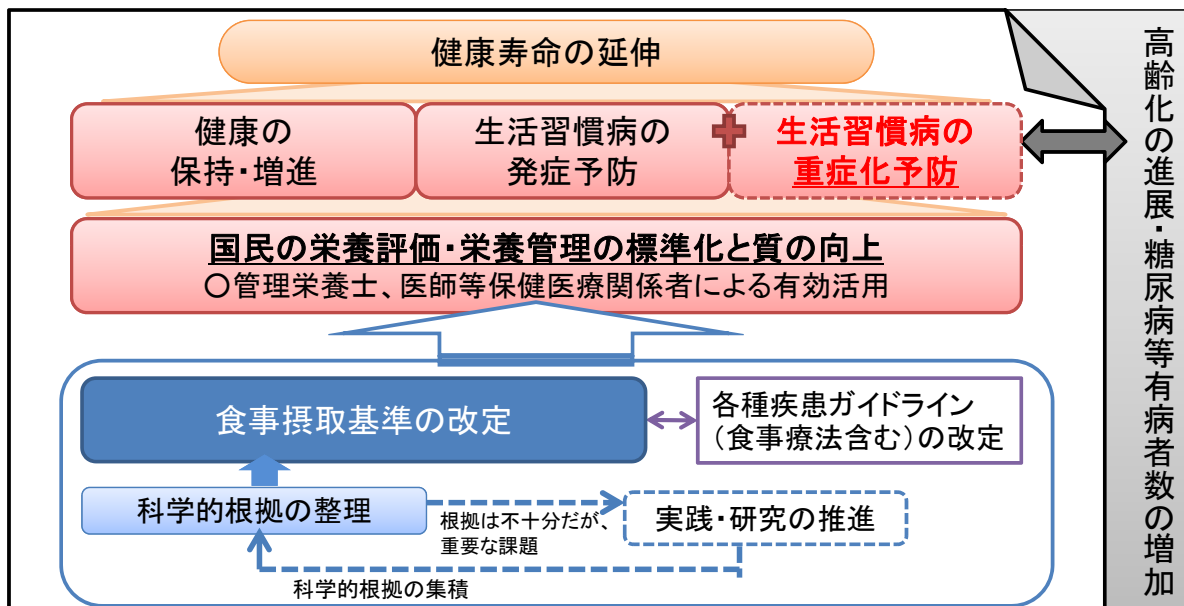 健康寿命の延伸
健康の
保持・増進
生活習慣病の
発症予防
生活習慣病の
重症化予防
国民の栄養評価・栄養管理の標準化と質の向上
○管理栄養士、医師等保健医療関係者による有効活用
食事摂取基準の改定
各種疾患ガイドライン
（食事療法含む）の改定
科学的根拠の整理
根拠は不十分だが、
重要な課題
実践・研究の推進
科学的根拠の集積
高齢化の進展・糖尿病等有病者数の増加